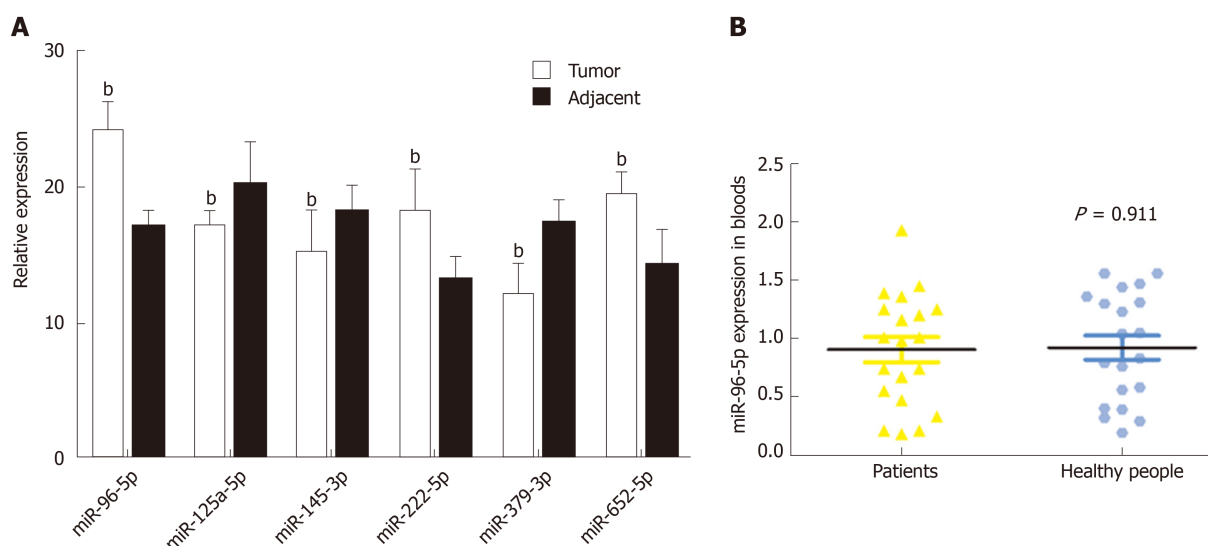 A
30
20
10
0
Relative expression
Tumor
Adjacent
b
b
b
b
b
b
miR-96-5p
miR-125a-5p
miR-145-3p
miR-222-5p
miR-379-3p
miR-652-5p
B
2.5
2.0
1.5
1.0
0.5
0.0
miR-96-5p expression in bloods
P = 0.911
Patients
Healthy people